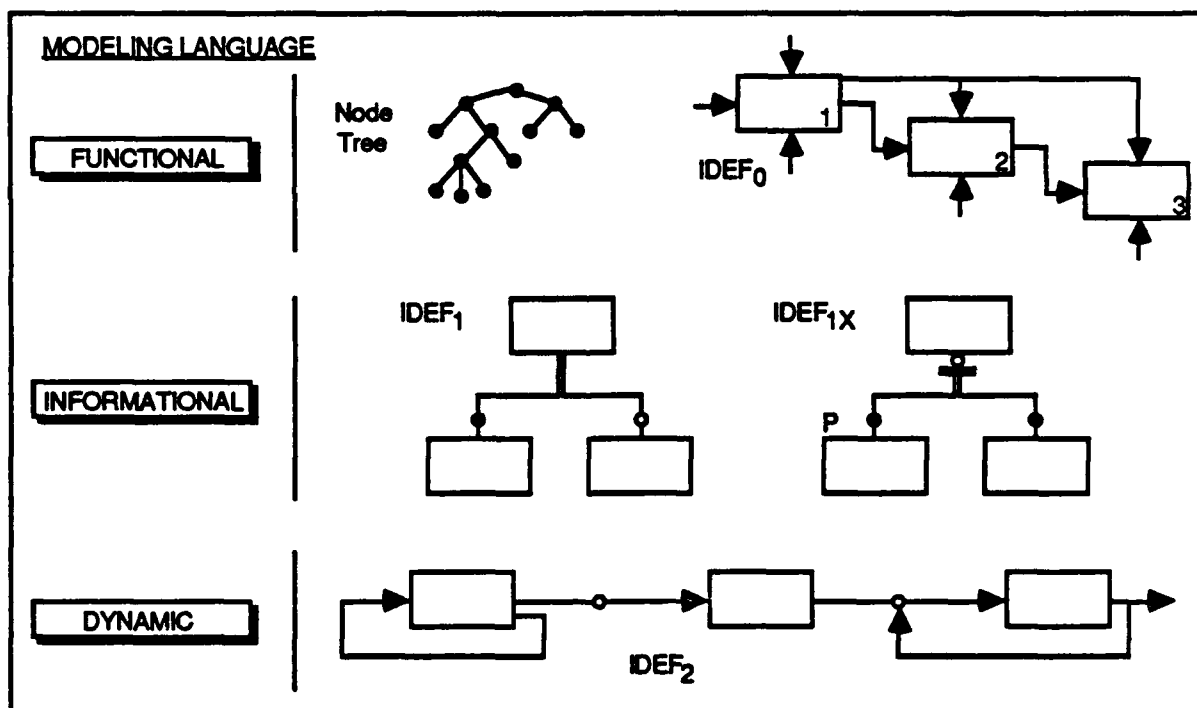 MODELING LANGUAGE
Node
Tree
1
FUNCTIONAL
2
IDEF0
3
IDEF1
IDEF1X
INFORMATIONAL
P
DYNAMIC
IDEF2